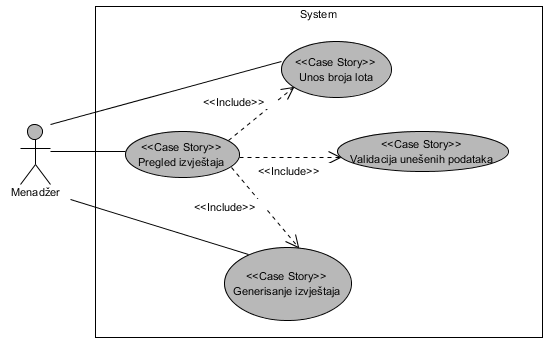 System
<<Case Story>>
Unos broja lota
<<Include>>
<<Case Story>>
Pregled izvještaja
<<Case Story>>
Validacija unešenih podataka
<<Include>>
Menadžer
<<Include>>
<<Case Story>>
Generisanje izvještaja